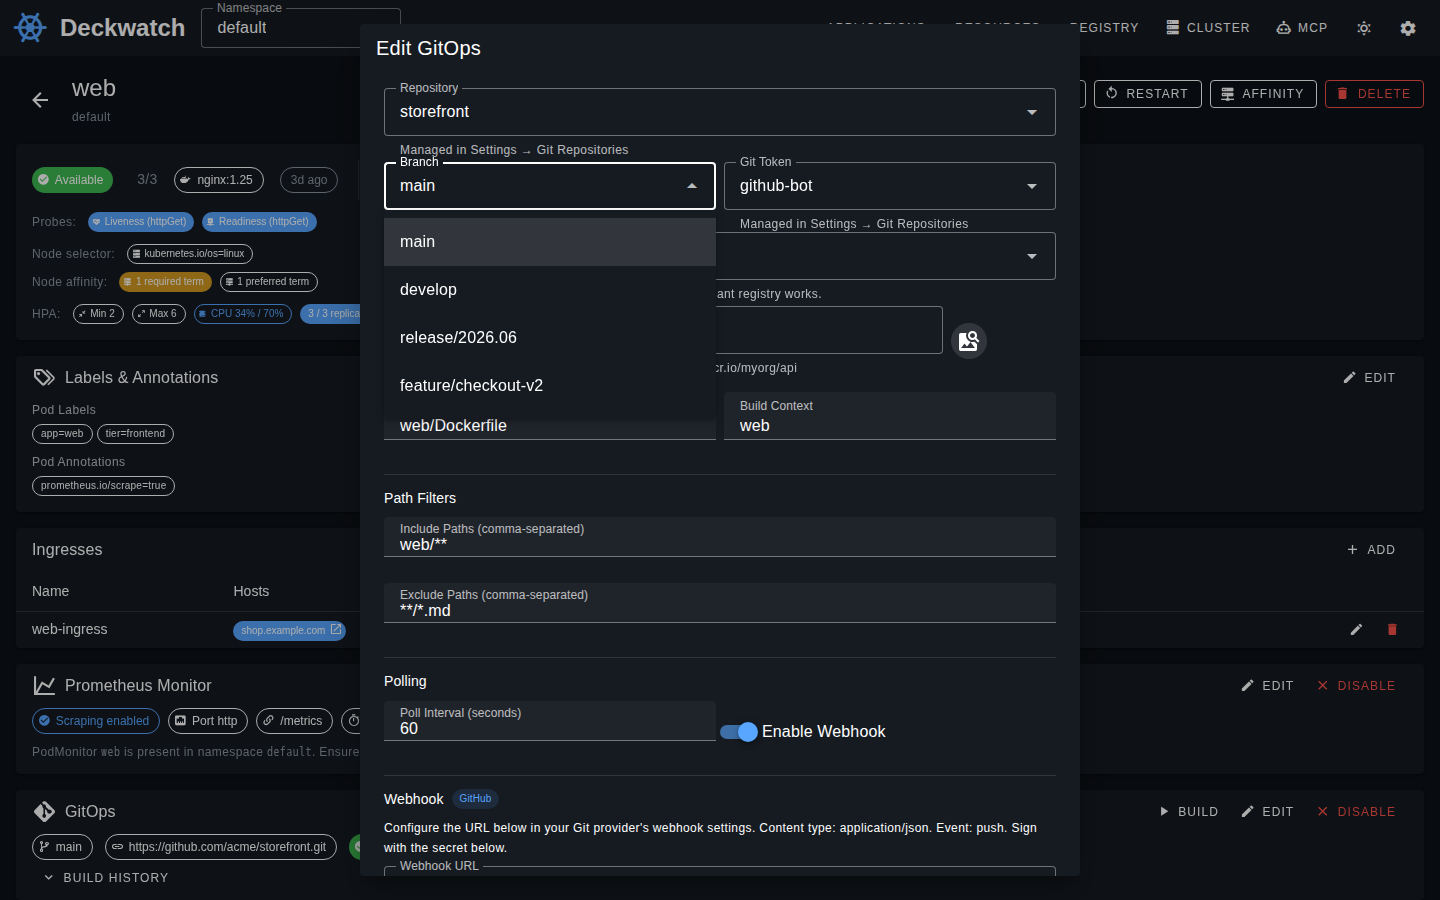 Deckwatch
Namespace
default
REGISTRY
CLUSTER
MCP
web
default
RESTART
AFFINITY
DELETE
Available
3/3
nginx:1.25
3d ago
Probes:
Liveness (httpGet)
Readiness (httpGet)
Node selector:
kubernetes.io/os=linux
Node affinity:
1 required term
1 preferred term
HPA:
Min 2
Max 6
CPU 34% / 70%
3 / 3 replica
Labels & Annotations
EDIT
Pod Labels
app=web
tier=frontend
Pod Annotations
prometheus.io/scrape=true
Ingresses
ADD
Name
Hosts
web-ingress
shop.example.com
Prometheus Monitor
EDIT
DISABLE
Scraping enabled
Port http
/metrics
PodMonitor web is present in namespace default. Ensure
GitOps
BUILD
EDIT
DISABLE
main
https://github.com/acme/storefront.git
BUILD HISTORY
Edit GitOps
Repository
storefront
Managed in Settings → Git Repositories
Branch
main
Git Token
github-bot
Managed in Settings → Git Repositories
main
develop
release/2026.06
feature/checkout-v2
ant registry works.
cr.io/myorg/api
web/Dockerfile
Build Context
web
Path Filters
Include Paths (comma-separated)
web/**
Exclude Paths (comma-separated)
**/*.md
Polling
Poll Interval (seconds)
60
Enable Webhook
Webhook
GitHub
Configure the URL below in your Git provider's webhook settings. Content type: application/json. Event: push. Sign
with the secret below.
Webhook URL